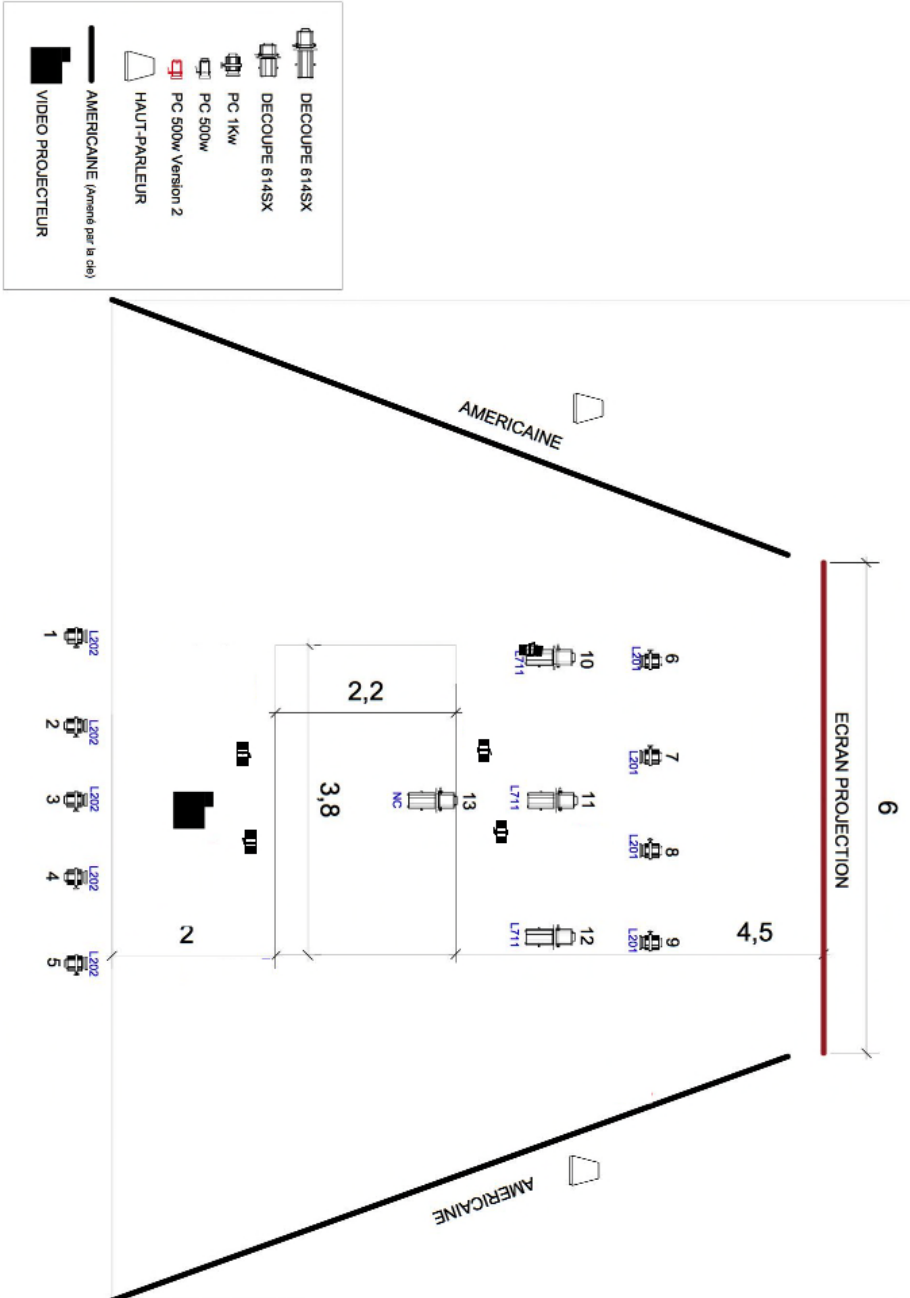 DECOUPE 614SX
DECOUPE 614SX
PC 1Kw
PC 500w
PC 500w Version 2
HAUT-PARLEUR
AMERICAINE (Amené par la cie)
VIDEO PROJECTEUR
6
ECRAN PROJECTION
4,5
6
7
8
9
L201
L201
L201
L201
10
11
12
L711
L711
L711
13
NC
2,2
3,8
2
AMERICAINE
AMERICAINE
L202
L202
L202
L202
L202
1
2
3
4
5